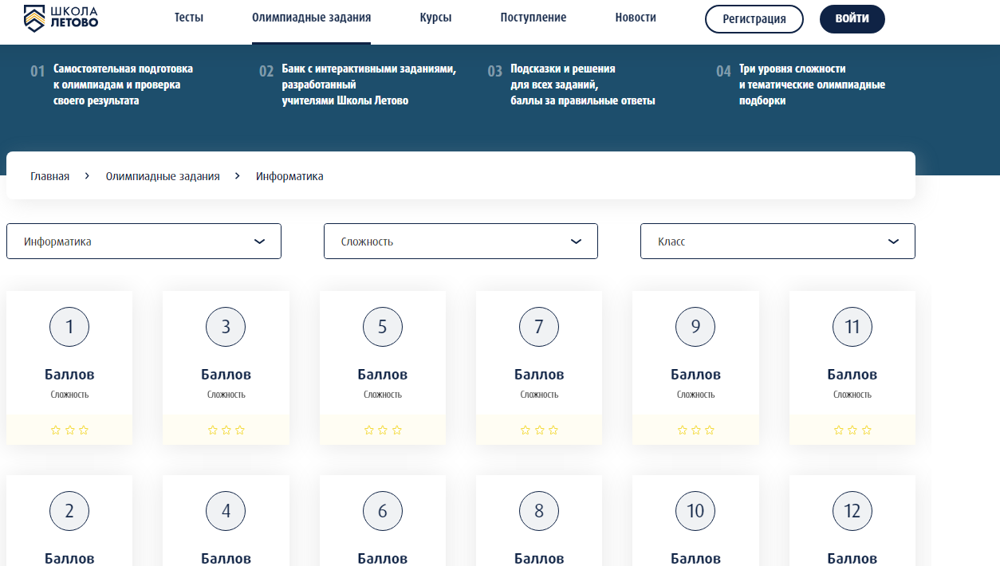 ШКОЛА
ЛЕТОВО
Тесты
Олимпиадные задания
Курсы
Поступление
Новости
Регистрация
ВОЙТИ
01
Самостоятельная подготовка
к олимпиадам и проверка
своего результата
02
Банк с интерактивными заданиями,
разработанный
учителями Школы Летово
03
Подсказки и решения
для всех заданий,
баллы за правильные ответы
04
Три уровня сложности
и тематические олимпиадные
подборки
Главная > Олимпиадные задания > Информатика
Информатика
Сложность
Класс
1
Баллов
Сложность
3
Баллов
Сложность
5
Баллов
Сложность
7
Баллов
Сложность
9
Баллов
Сложность
11
Баллов
Сложность
2
Баллов
4
Баллов
6
Баллов
8
Баллов
10
Баллов
12
Баллов